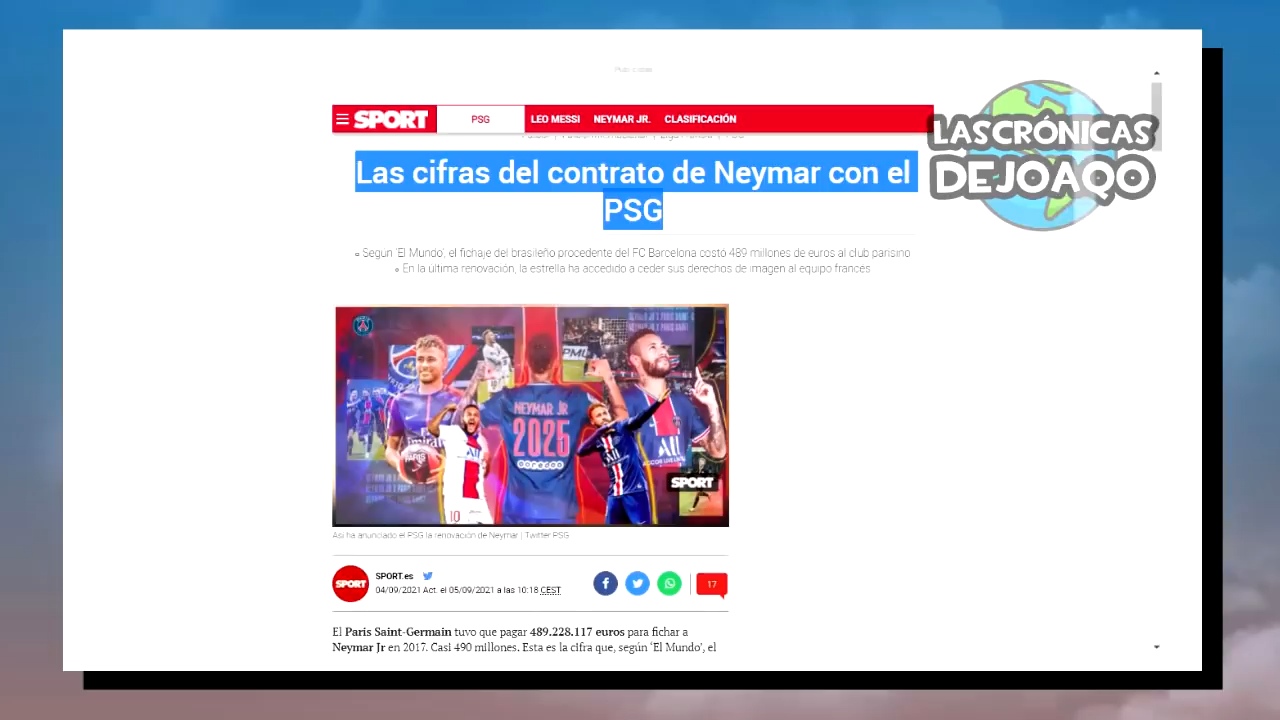 SPORT PSG LEO MESSI NEYMAR JR. CLASIFICACIÓN
LAS CRÓNICAS
DE JOAQO
Las cifras del contrato de Neymar con el
PSG
Según 'El Mundo', el fichaje del brasileño procedente del FC Barcelona costó 489 millones de euros al club parisino
En la última renovación, la estrella ha accedido a ceder sus derechos de imagen al equipo francés
NEYMAR JR
2025
ooredoo
PARIS
SPORT
10
Así ha anunciado el PSG la renovación de Neymar | Twitter PSG
SPORT
SPORT.es
04/09/2021 Act. el 05/09/2021 a las 10:18 CEST
17
El Paris Saint-Germain tuvo que pagar 489.228.117 euros para fichar a
Neymar Jr en 2017. Casi 490 millones. Esta es la cifra que, según 'El Mundo', el